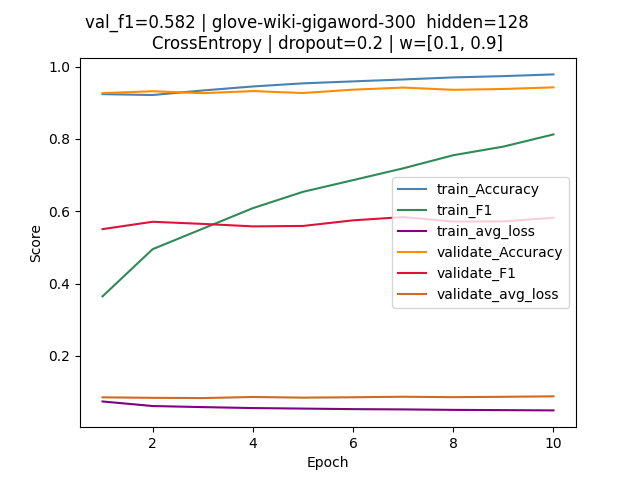 val_f1=0.582 | glove-wiki-gigaword-300  hidden=128
CrossEntropy | dropout=0.2 | w=[0.1, 0.9]
1.0
0.8
0.6
0.4
0.2
Score
train_Accuracy
train_F1
train_avg_loss
validate_Accuracy
validate_F1
validate_avg_loss
2
4
6
8
10
Epoch